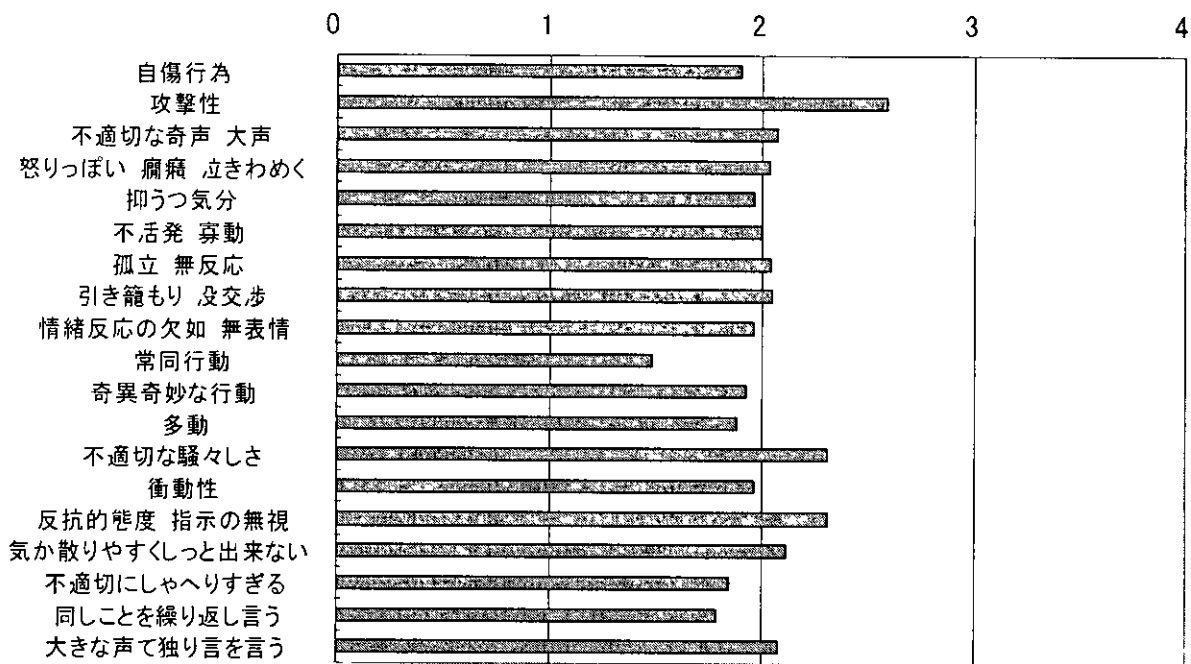 0 1 2 3 4
自傷行為
攻撃性
不適切な奇声 大声
怒りっぽい 癇癪 泣きわめく
抑うつ気分
不活発 寡動
孤立 無反応
引き籠もり 没交渉
情緒反応の欠如 無表情
常同行動
奇異奇妙な行動
多動
不適切な騒々しさ
衝動性
反抗的態度 指示の無視
気か散りやすくしっと出来ない
不適切にしゃへりすぎる
同しことを繰り返し言う
大きな声て独り言を言う